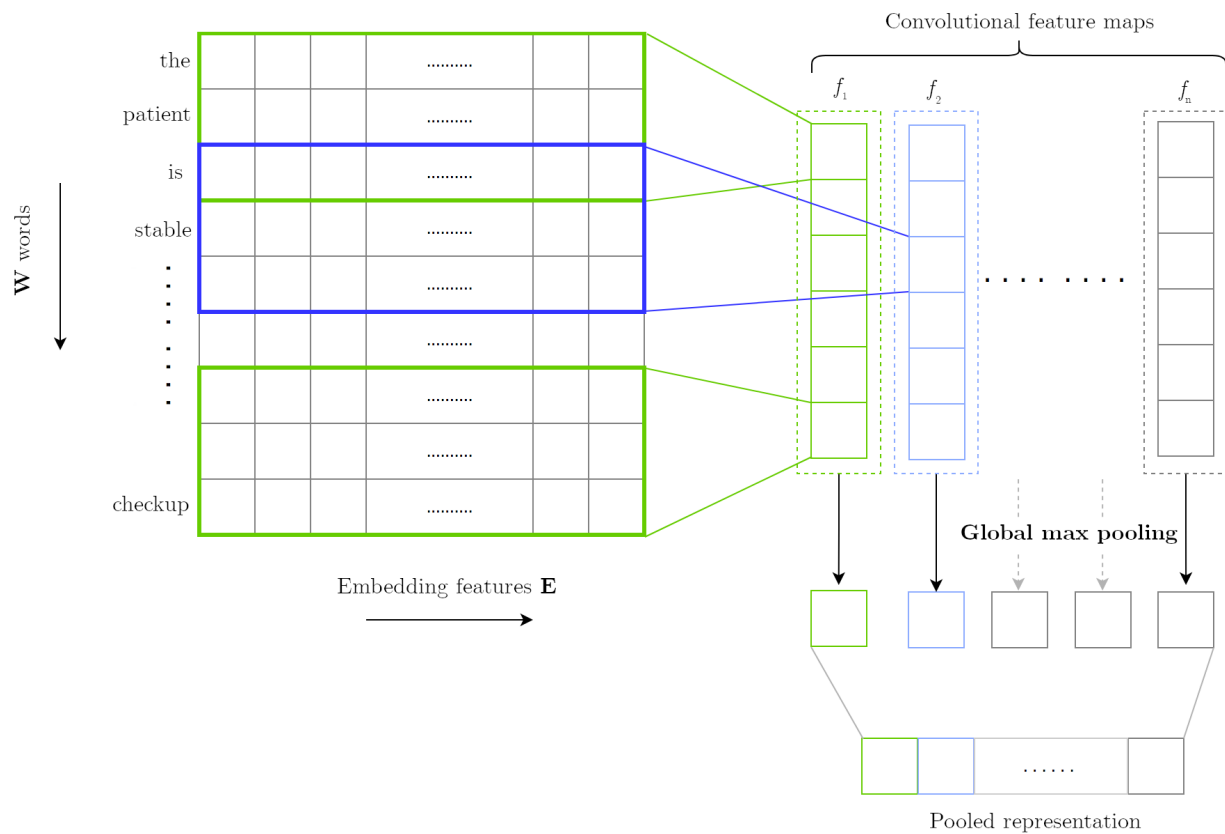 Convolutional feature maps
f1 f2 fn
the
patient
is
stable
checkup
W words
..........
..........
..........
..........
..........
..........
..........
..........
..........
. . . . . . . .
Embedding features E
Global max pooling
......
Pooled representation